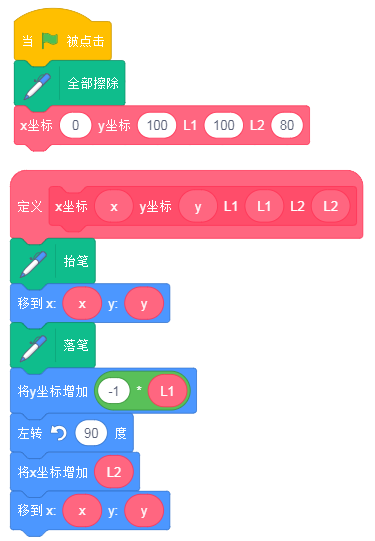 当 被点击
全部擦除
x坐标 0 y坐标 100 L1 100 L2 80
定义 x坐标 x y坐标 y L1 L1 L2 L2
抬笔
移到 x: x y: y
落笔
将y坐标增加 -1 * L1
左转 90 度
将x坐标增加 L2
移到 x: x y: y